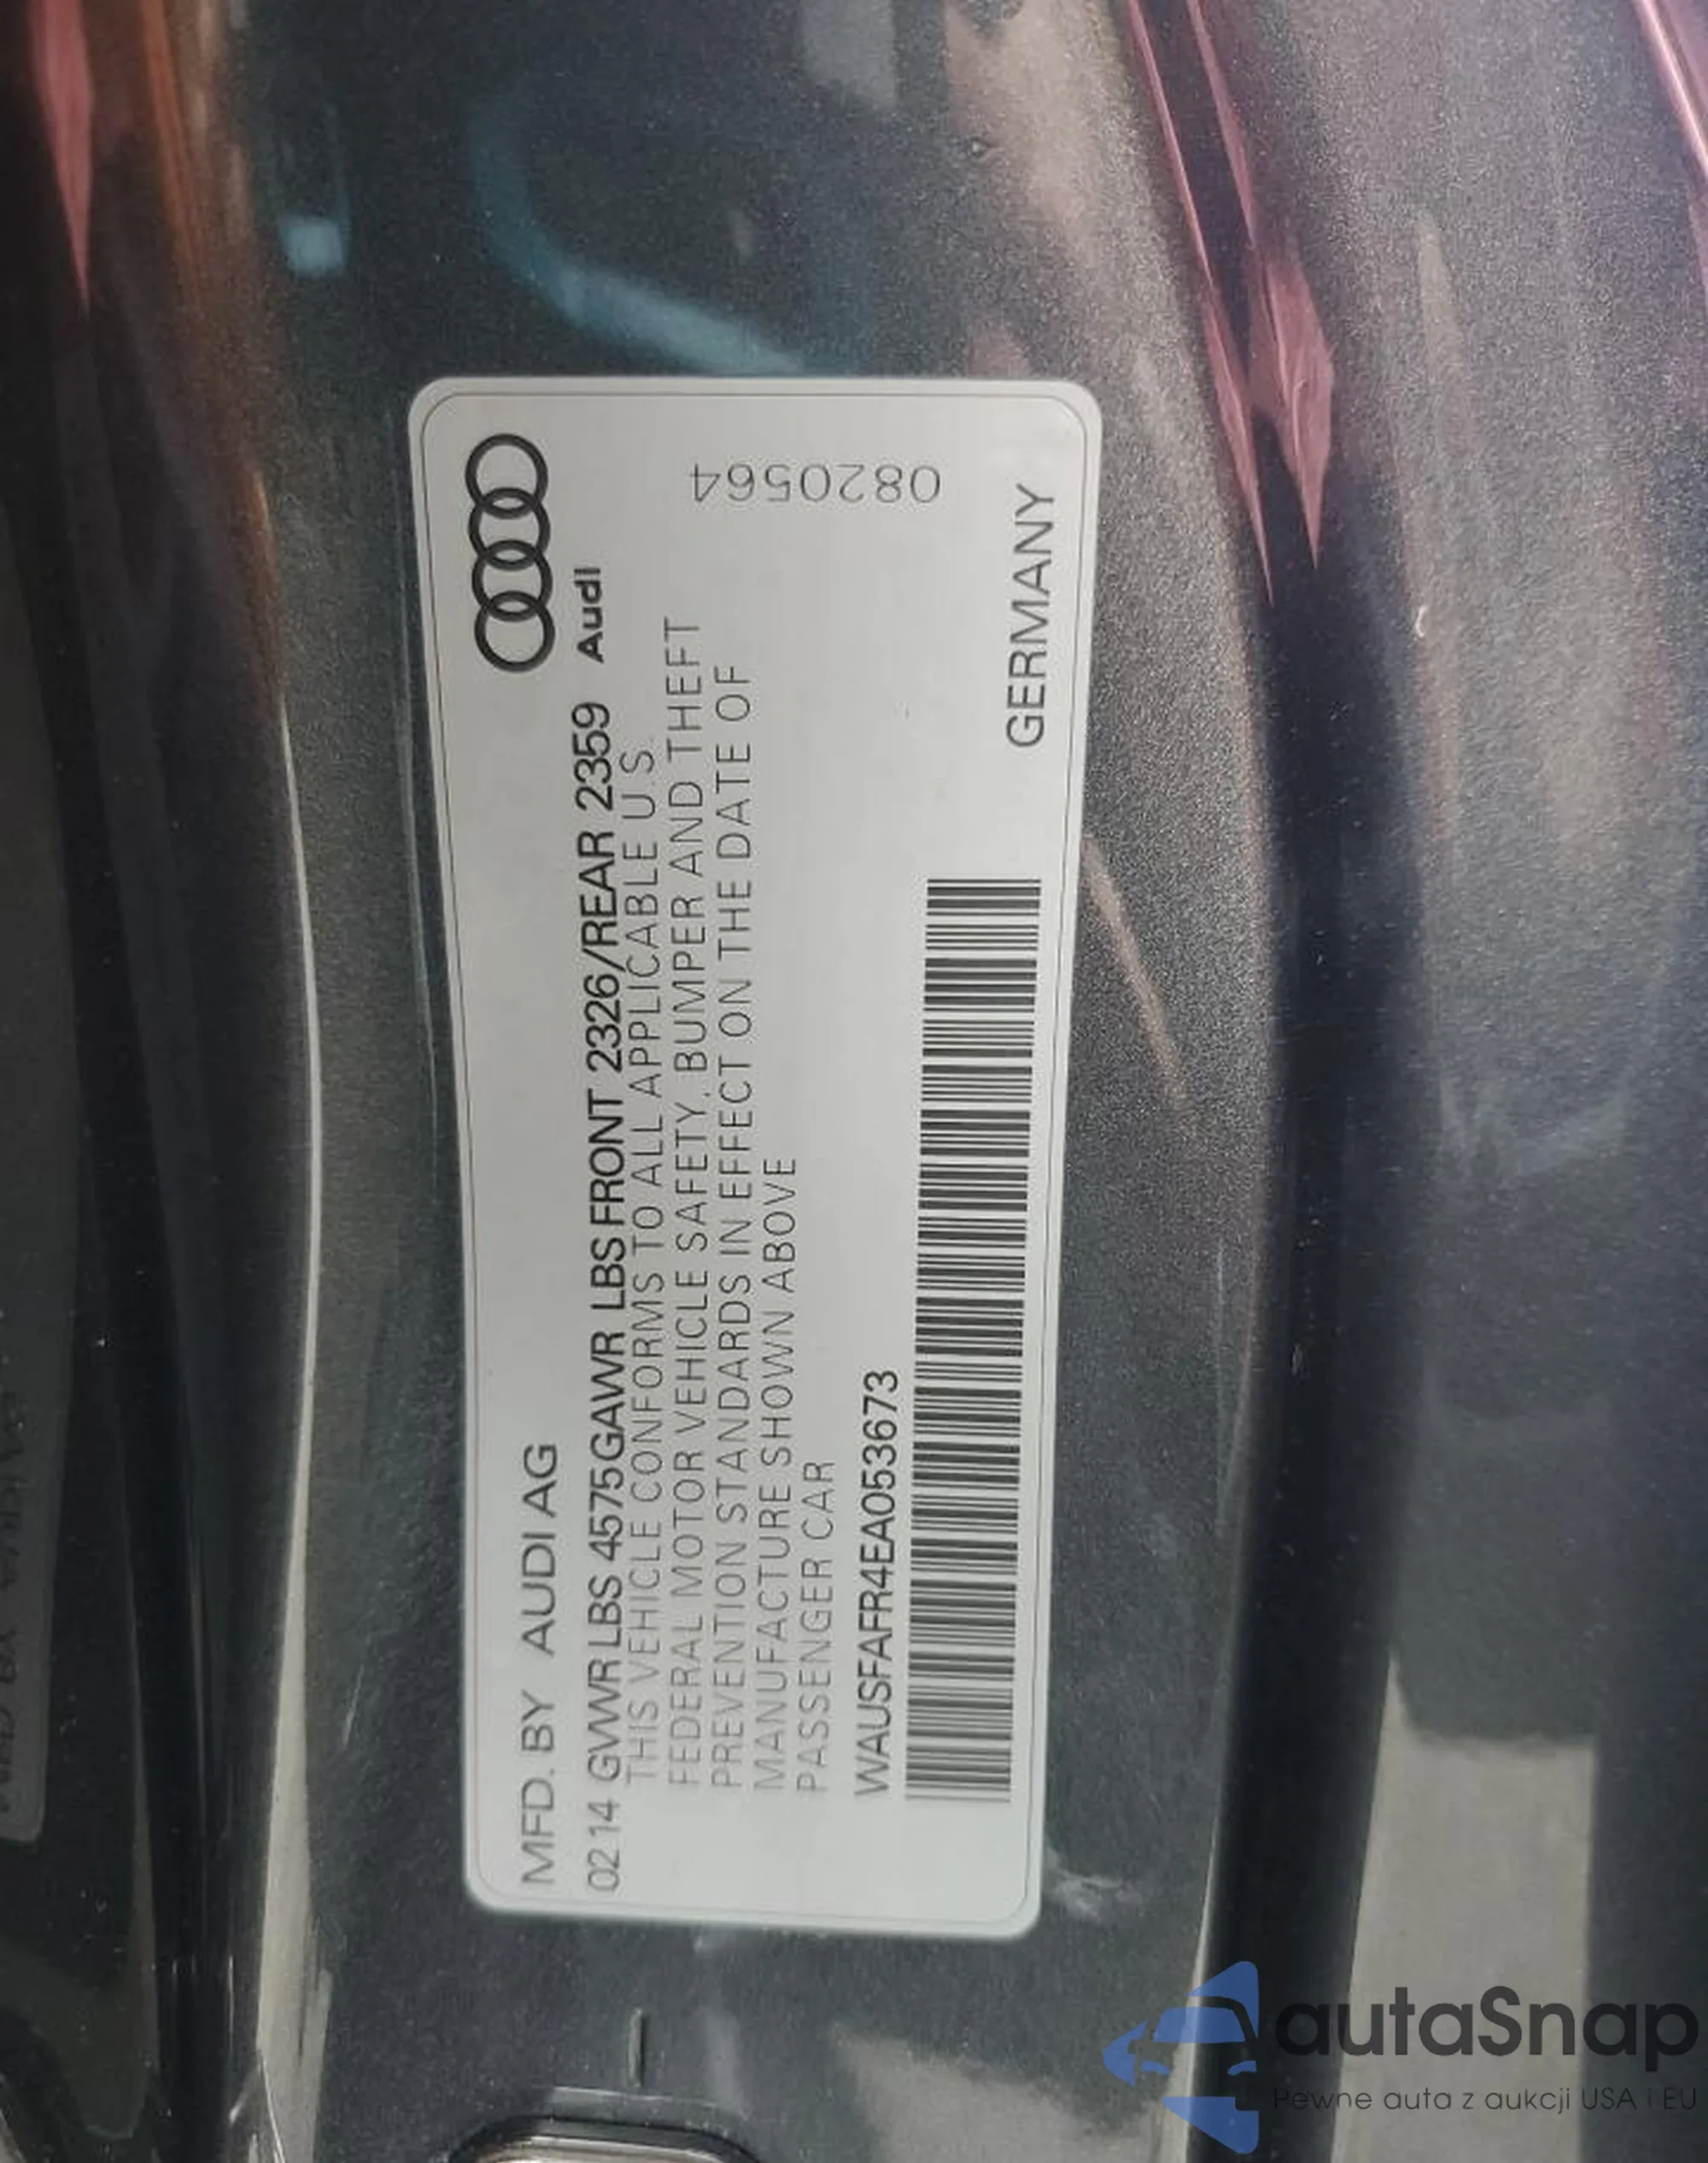 MFD. BY AUDI AG
02 14 GVWR LBS 4575 GAWR LBS FRONT 2326/REAR 2359
Audi
THIS VEHICLE CONFORMS TO ALL APPLICABLE U.S
FEDERAL MOTOR VEHICLE SAFETY, BUMPER AND THEFT
PREVENTION STANDARDS IN EFFECT ON THE DATE OF
MANUFACTURE SHOWN ABOVE
PASSENGER CAR
0820564
WAUSFAFR4EA053673
GERMANY
autaSnap
Pewne auta z aukcji USA i EU